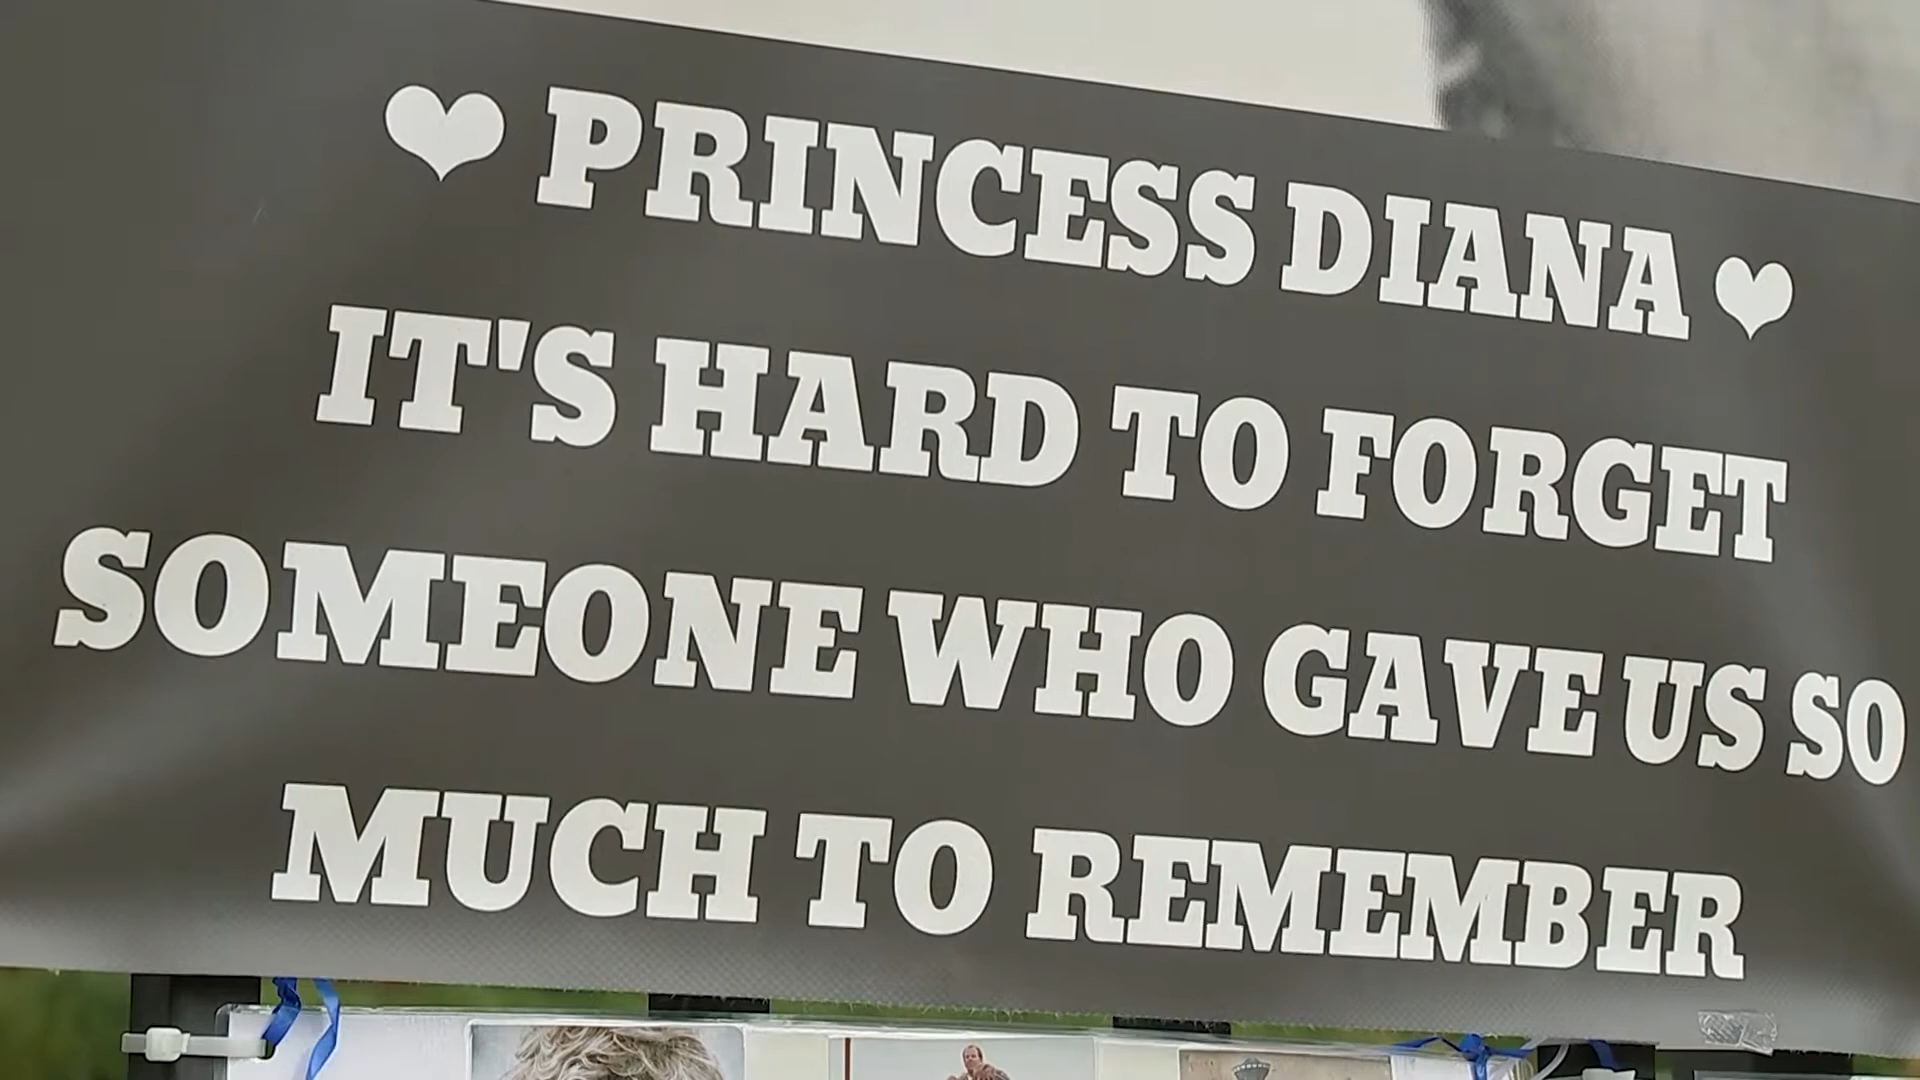 ♥ PRINCESS DIANA ♥
IT'S HARD TO FORGET
SOMEONE WHO GAVE US SO
MUCH TO REMEMBER